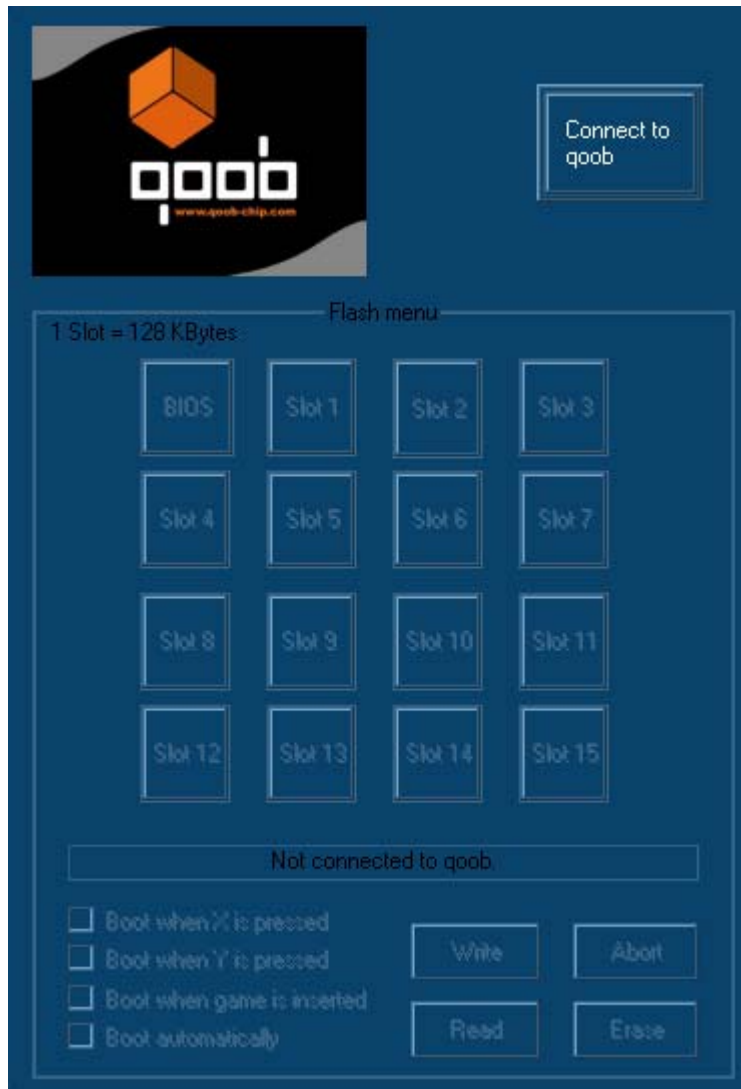 qoob
www.qoob-chip.com
Connect to
qoob
Flash menu
1 Slot = 128 KBytes
BIOS Slot 1 Slot 2 Slot 3
Slot 4 Slot 5 Slot 6 Slot 7
Slot 8 Slot 9 Slot 10 Slot 11
Slot 12 Slot 13 Slot 14 Slot 15
Not connected to qoob.
Boot when X is pressed
Boot when Y is pressed
Boot when game is inserted
Boot automatically
Write Abort
Read Erase